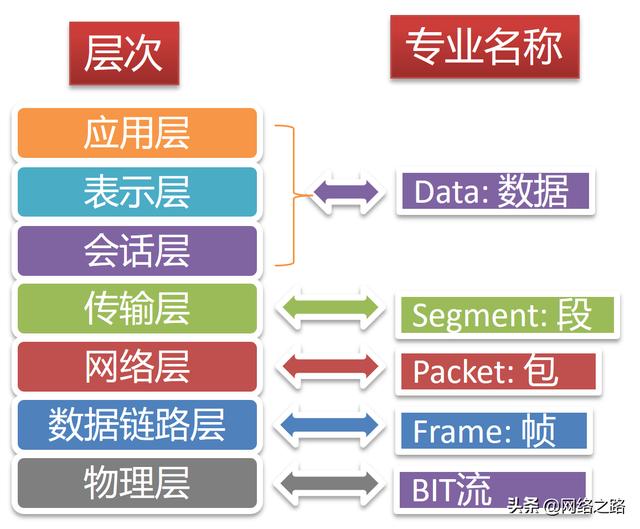 层次
专业名称
应用层
表示层
Data: 数据
会话层
传输层
Segment: 段
网络层
Packet: 包
数据链路层
Frame: 帧
物理层
BIT流
头条 @网络之路